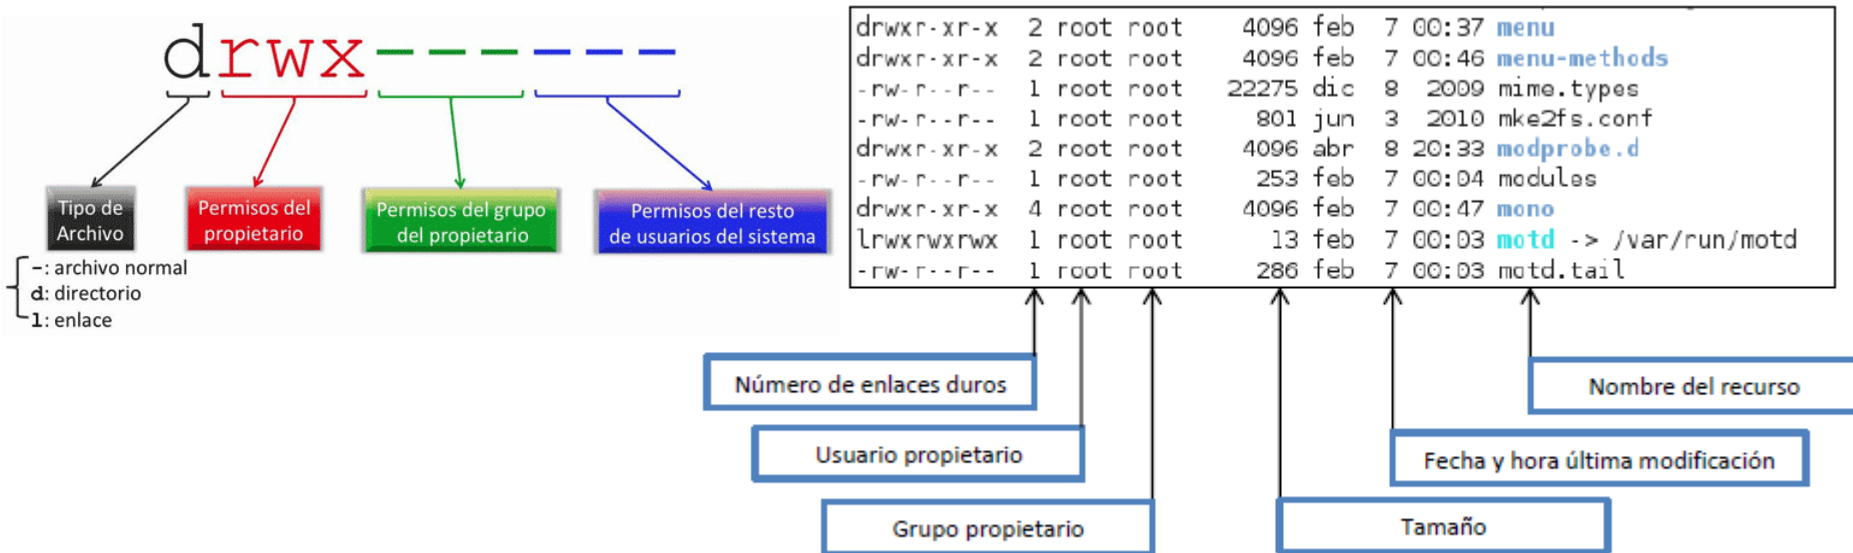 drwx------
Tipo de
Archivo
Permisos del
propietario
Permisos del grupo
del propietario
Permisos del resto
de usuarios del sistema
-: archivo normal
d: directorio
l: enlace
drwxr-xr-x 2 root root 4096 feb 7 00:37 menu
drwxr-xr-x 2 root root 4096 feb 7 00:46 menu-methods
-rw-r--r-- 1 root root 22275 dic 8 2009 mime.types
-rw-r--r-- 1 root root 801 jun 3 2010 mke2fs.conf
drwxr-xr-x 2 root root 4096 abr 8 20:33 modprobe.d
-rw-r--r-- 1 root root 253 feb 7 00:04 modules
drwxr-xr-x 4 root root 4096 feb 7 00:47 mono
lrwxrwxrwx 1 root root 13 feb 7 00:03 motd -> /var/run/motd
-rw-r--r-- 1 root root 286 feb 7 00:03 motd.tail
Número de enlaces duros
Nombre del recurso
Usuario propietario
Fecha y hora última modificación
Grupo propietario
Tamaño